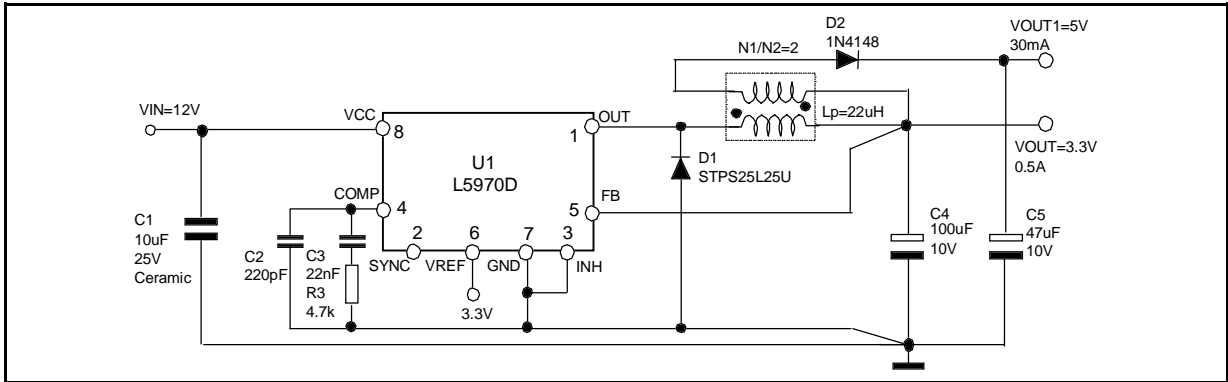 D2
1N4148
VOUT1=5V
30mA
N1/N2=2
VIN=12V
VCC
8
OUT
1
Lp=22uH
U1
L5970D
D1
STPS25L25U
VOUT=3.3V
0.5A
COMP
4
FB
5
2
6
7
3
SYNC
VREF
GND
INH
3.3V
C1
10uF
25V
Ceramic
C2
220pF
C3
22nF
R3
4.7k
C4
100uF
10V
C5
47uF
10V